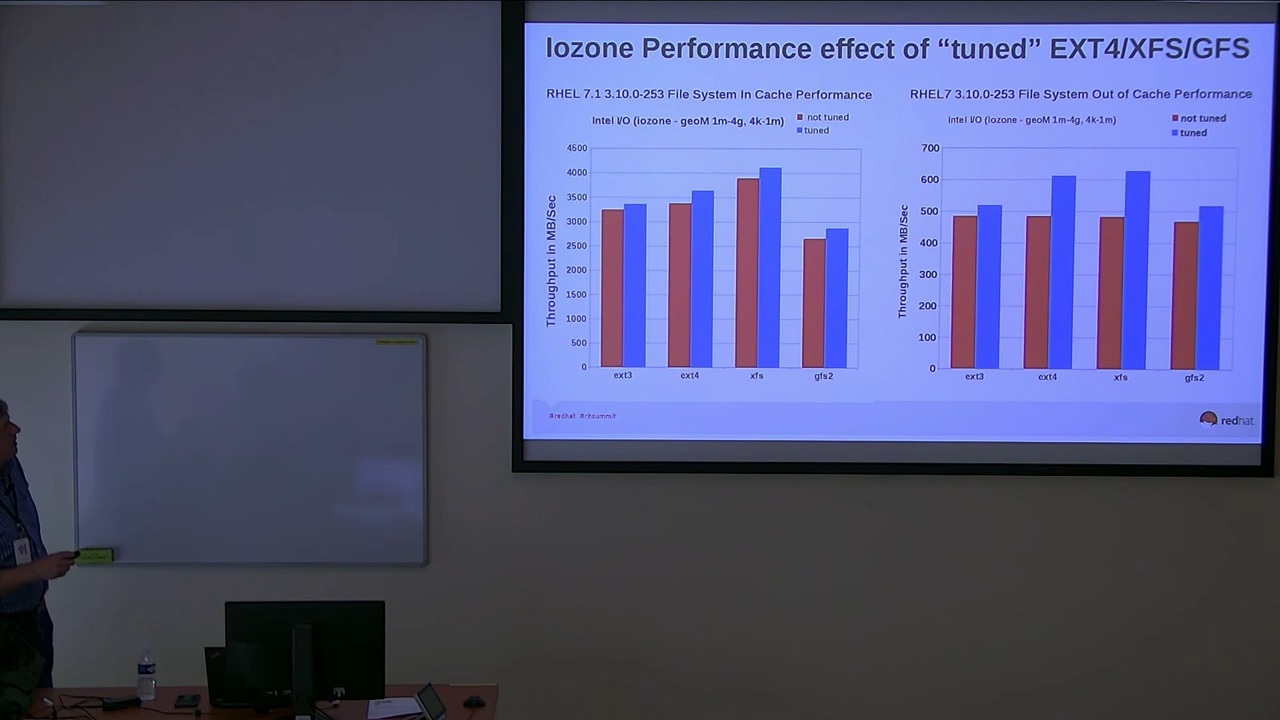 Iozone Performance effect of “tuned” EXT4/XFS/GFS
RHEL 7.1 3.10.0-253 File System In Cache Performance
Intel I/O (iozone - geoM 1m-4g, 4k-1m)
not tuned
tuned
Throughput in MB/Sec
4500
4000
3500
3000
2500
2000
1500
1000
500
0
ext3
ext4
xfs
gfs2
RHEL7 3.10.0-253 File System Out of Cache Performance
Intel I/O (iozone - geoM 1m-4g, 4k-1m)
not tuned
tuned
Throughput in MB/Sec
700
600
500
400
300
200
100
0
ext3
ext4
xfs
gfs2
#redhat #rhsummit
redhat